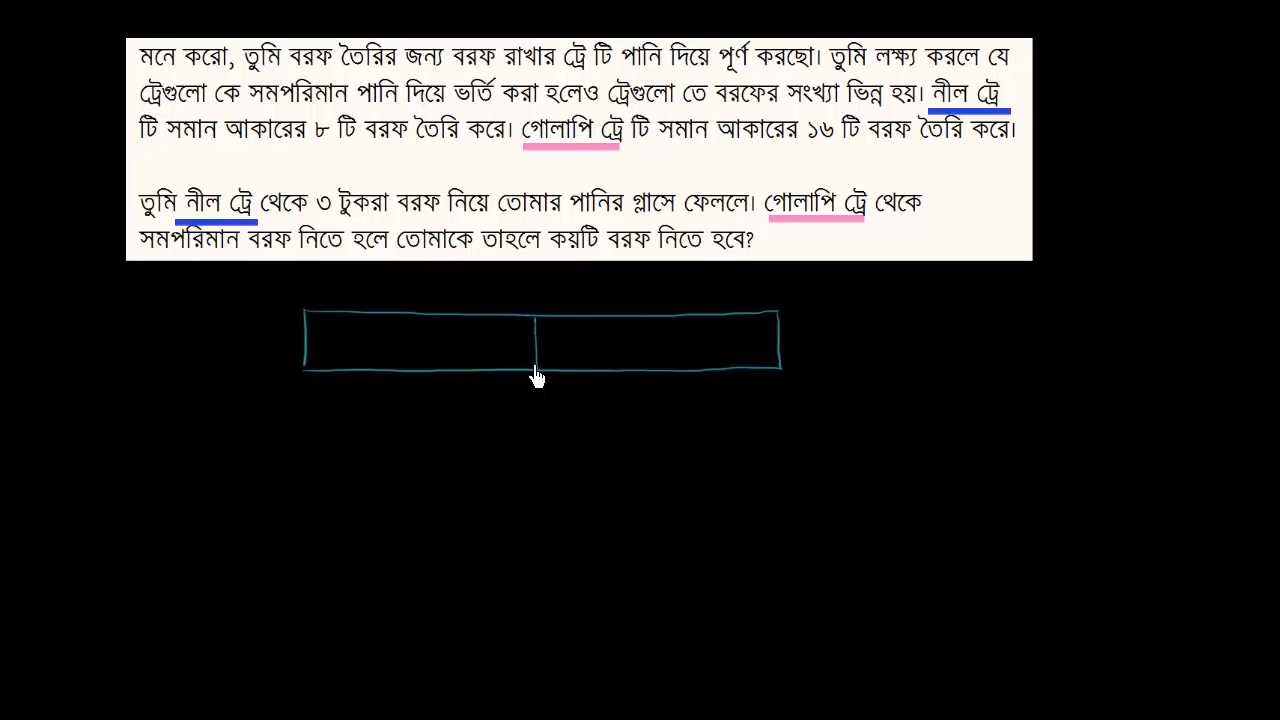 মনে করো, তুমি বরফ তৈরির জন্য বরফ রাখার ট্রে টি পানি দিয়ে পূর্ণ করছো। তুমি লক্ষ্য করলে যে
ট্রেগুলো কে সমপরিমান পানি দিয়ে ভর্তি করা হলেও ট্রেগুলো তে বরফের সংখ্যা ভিন্ন হয়। নীল ট্রে
টি সমান আকারের ৮ টি বরফ তৈরি করে। গোলাপি ট্রে টি সমান আকারের ১৬ টি বরফ তৈরি করে।
তুমি নীল ট্রে থেকে ৩ টুকরা বরফ নিয়ে তোমার পানির গ্লাসে ফেললে। গোলাপি ট্রে থেকে
সমপরিমান বরফ নিতে হলে তোমাকে তাহলে কয়টি বরফ নিতে হবে?